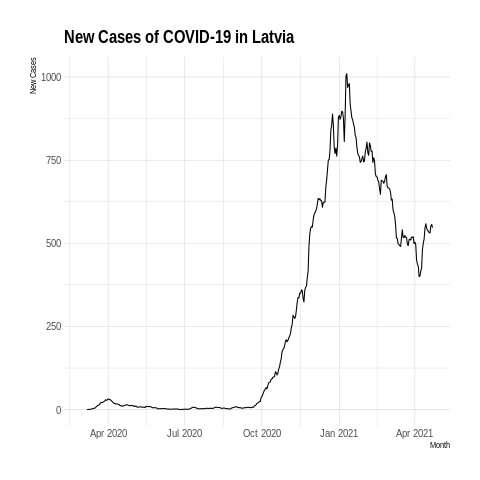 New Cases of COVID-19 in Latvia
New Cases
1000
750
500
250
0
Apr 2020 Jul 2020 Oct 2020 Jan 2021 Apr 2021
Month